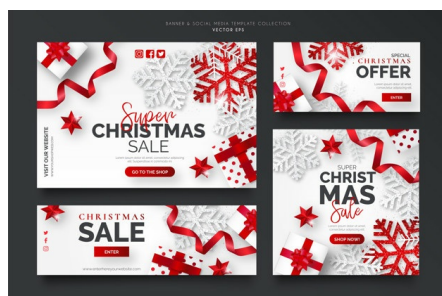 BANNER & SOCIAL MEDIA TEMPLATE COLLECTION
VECTOR EPS
VISIT OUR WEBSITE
Super
CHRISTMAS
SALE
GO TO THE SHOP
SPECIAL
CHRISTMAS
OFFER
ENTER
CHRISTMAS
SALE
ENTER
SUPER
CHRIST
MAS
Sale
SHOP NOW!